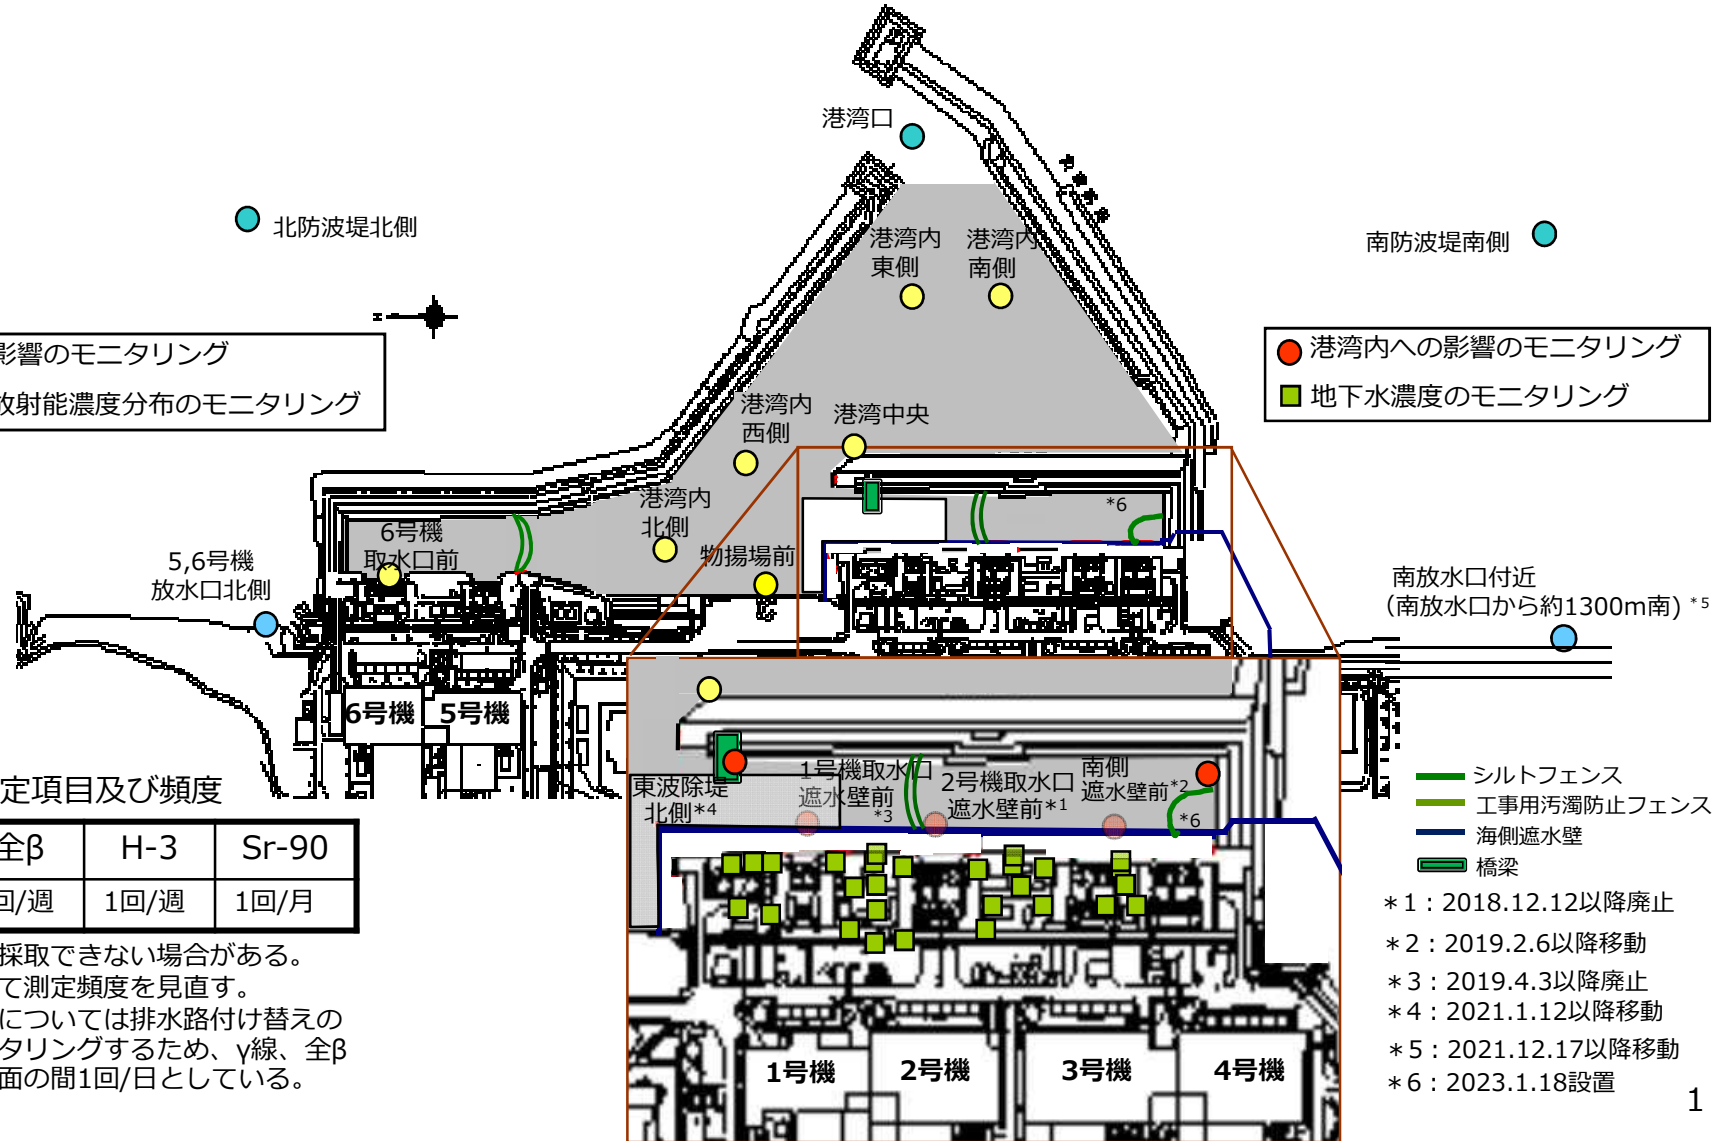 港湾口
北防波堤北側
南防波堤南側
港湾内
東側
港湾内
南側
N
影響のモニタリング
放射能濃度分布のモニタリング
港湾内への影響のモニタリング
地下水濃度のモニタリング
港湾内
西側
港湾中央
港湾内
北側
物揚場前
6号機
取水口前
5,6号機
放水口北側
*6
南放水口付近
（南放水口から約1300m南) *5
6号機
5号機
東波除堤
北側*4
1号機取水口
遮水壁前
*3
2号機取水口
遮水壁前*1
南側
遮水壁前*2
*6
1号機
2号機
3号機
4号機
シルトフェンス
工事用汚濁防止フェンス
海側遮水壁
橋梁
定項目及び頻度
全β H-3 Sr-90
回/週 1回/週 1回/月
採取できない場合がある。
て測定頻度を見直す。
については排水路付け替えの
タリングするため、γ線、全β
面の間1回/日としている。
＊1：2018.12.12以降廃止
＊2：2019.2.6以降移動
＊3：2019.4.3以降廃止
＊4：2021.1.12以降移動
＊5：2021.12.17以降移動
＊6：2023.1.18設置
1